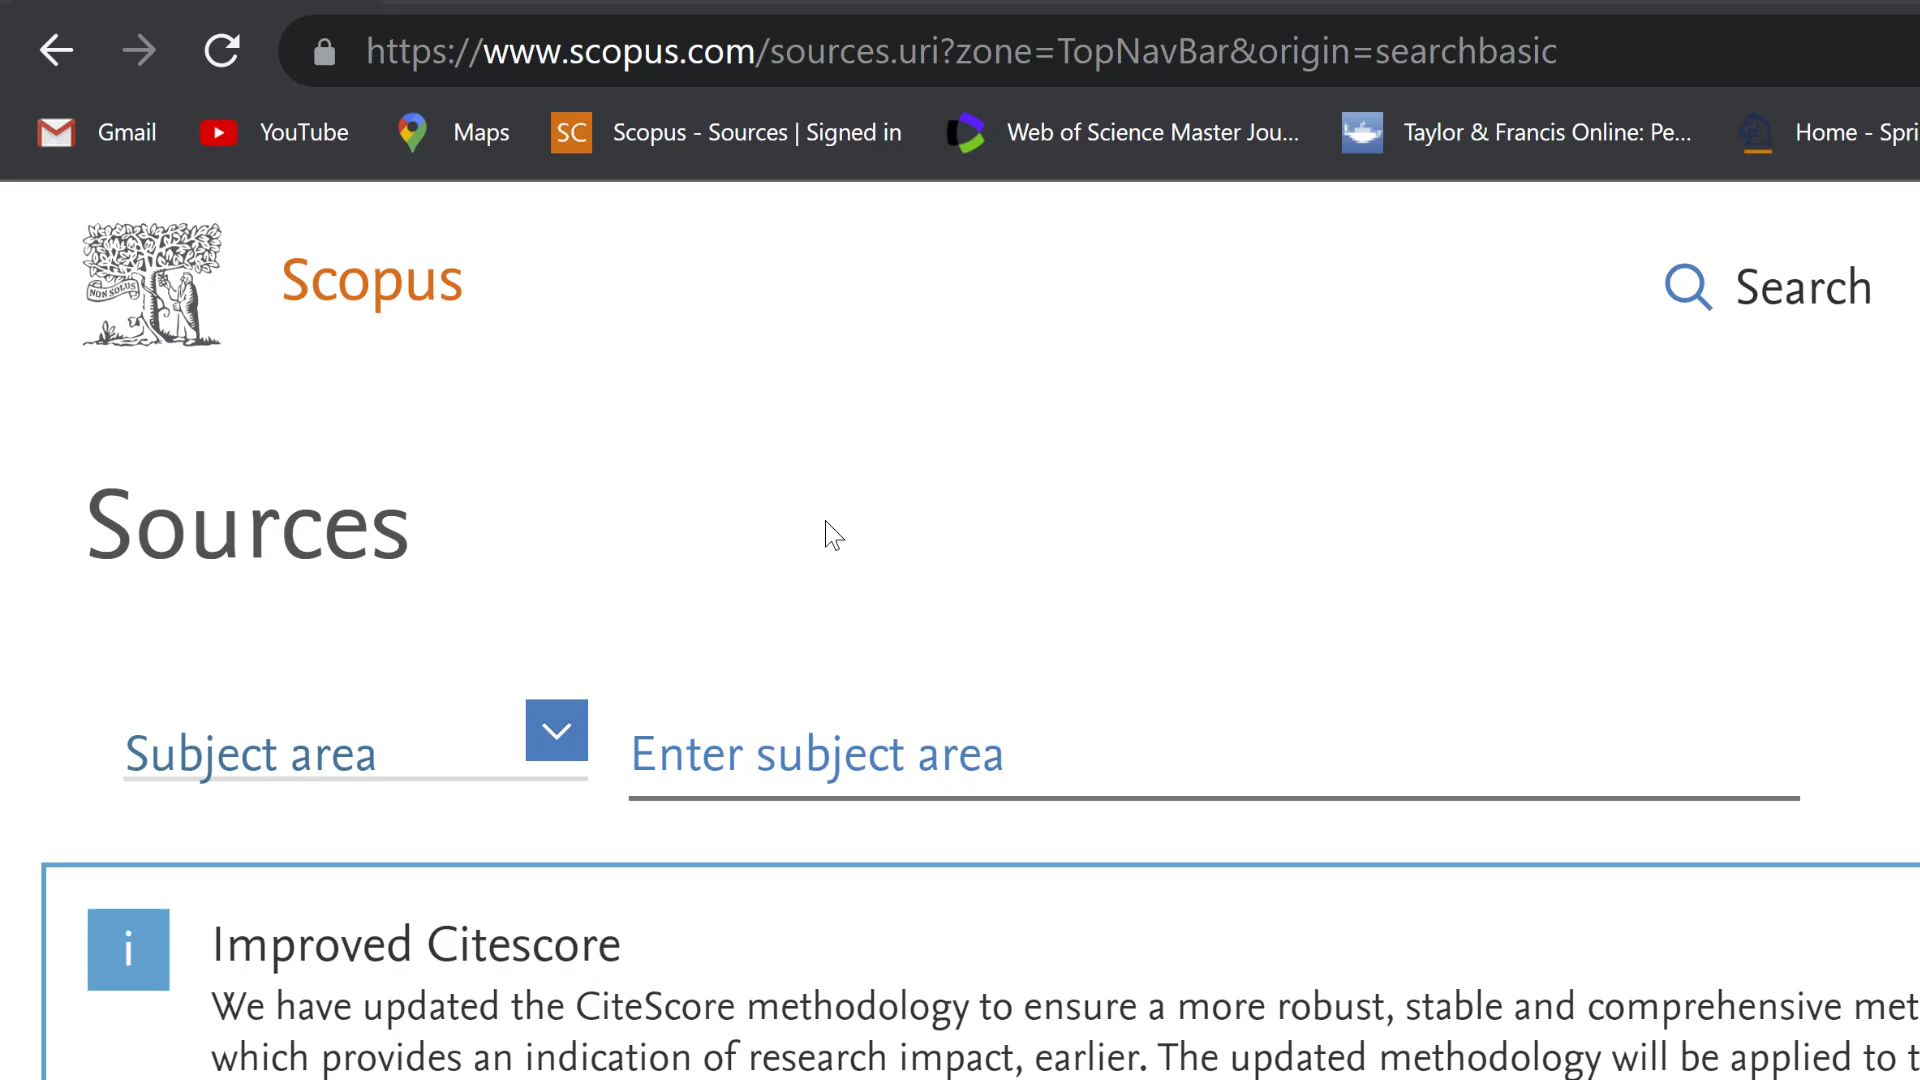 https://www.scopus.com/sources.uri?zone=TopNavBar&origin=searchbasic
Gmail YouTube Maps SC Scopus - Sources | Signed in Web of Science Master Jou... Taylor & Francis Online: Pe... Home - Spri
NON SOLUS
Scopus
Search
Sources
Subject area
Enter subject area
i Improved Citescore
We have updated the CiteScore methodology to ensure a more robust, stable and comprehensive met
which provides an indication of research impact, earlier. The updated methodology will be applied to t